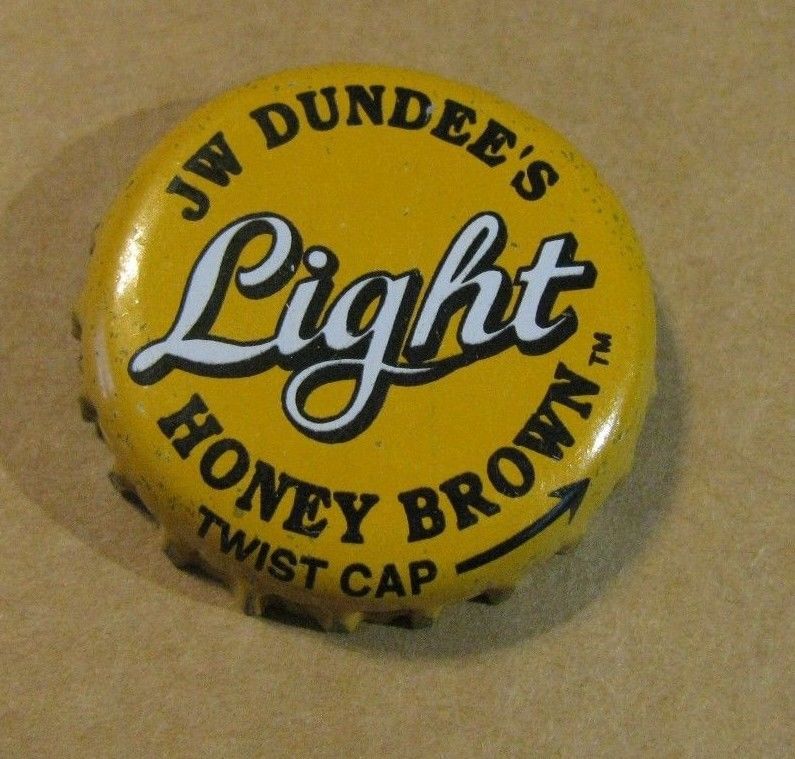 JW DUNDEE'S
Light
HONEY BROWN™
TWIST CAP